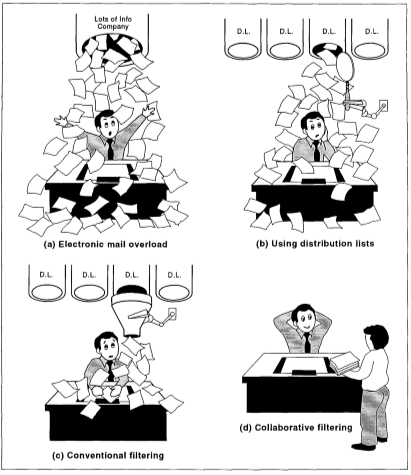 Lots of Info
Company
(a) Electronic mail overload
D.L.
D.L.
D.L.
D.L.
(b) Using distribution lists
D.L.
D.L.
D.L.
D.L.
(c) Conventional filtering
(d) Collaborative filtering